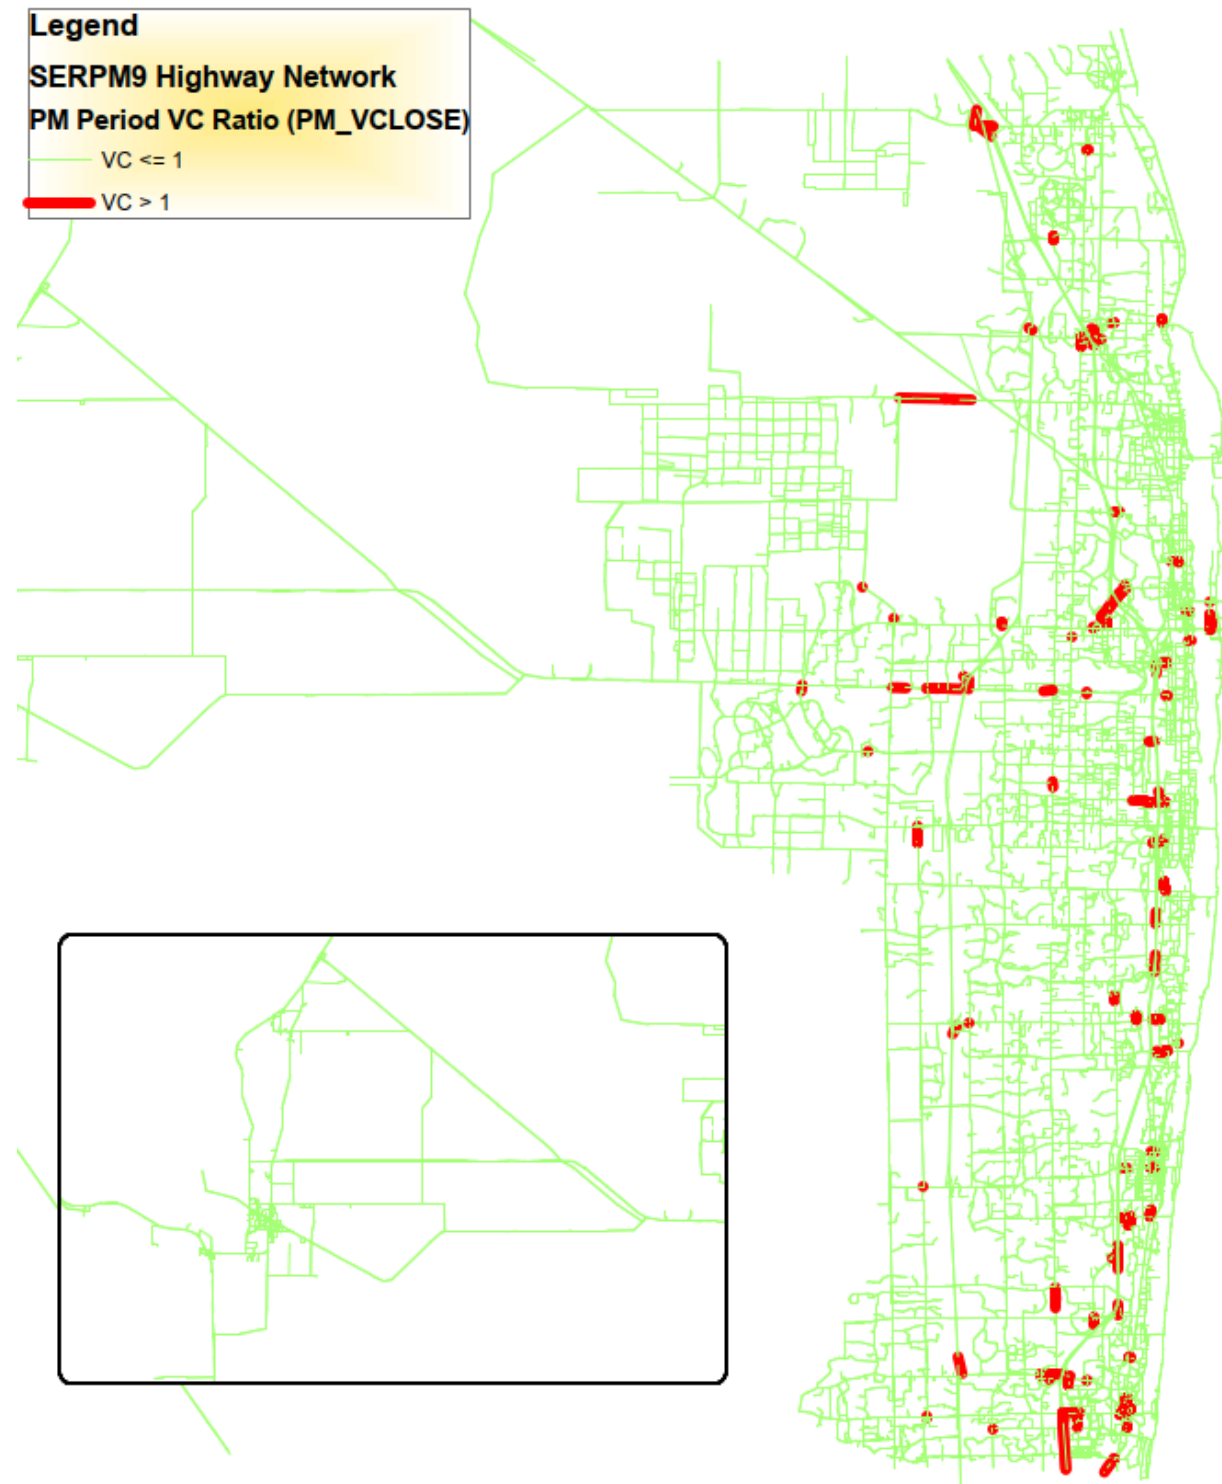 Legend
SERPM9 Highway Network
PM Period VC Ratio (PM_VCLOSE)
VC <= 1
VC > 1